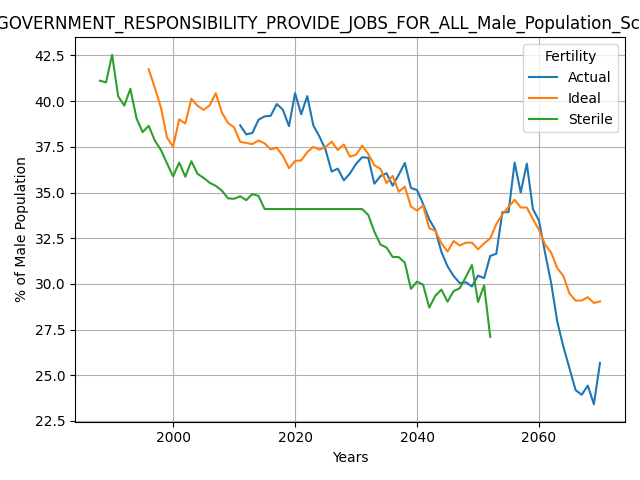 GOVERNMENT_RESPONSIBILITY_PROVIDE_JOBS_FOR_ALL_Male_Population_Sc
Fertility
Actual
Ideal
Sterile
% of Male Population
42.5
40.0
37.5
35.0
32.5
30.0
27.5
25.0
22.5
2000
2020
2040
2060
Years